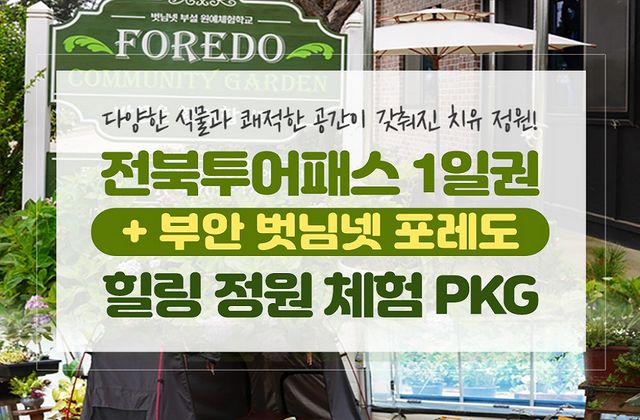 벗님넷 부설 원예체험학교
FOREDO
COMMUNITY GARDEN
다양한 식물과 쾌적한 공간이 갖춰진 치유 정원!
전북투어패스 1일권
+ 부안 벗님넷 포레도
힐링 정원 체험 PKG